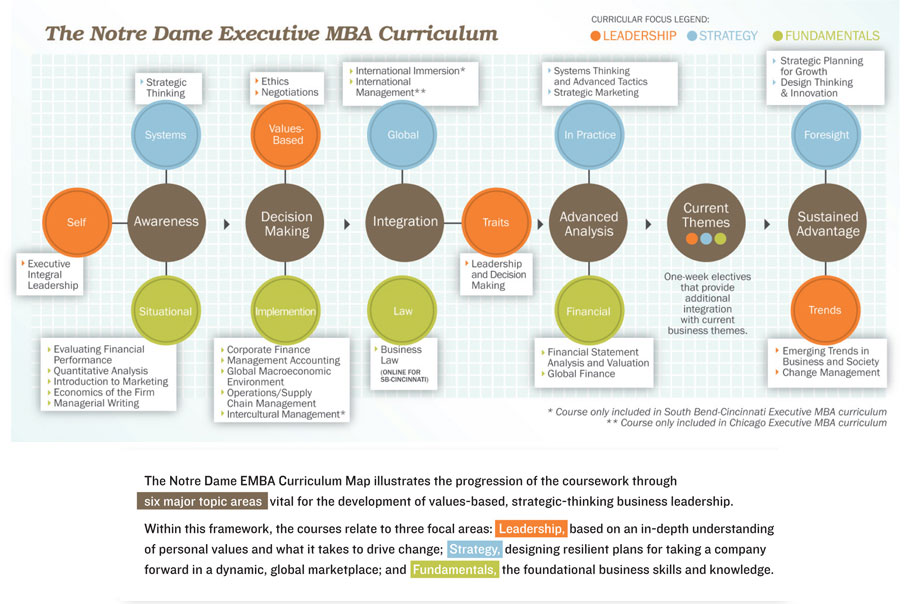 The Notre Dame Executive MBA Curriculum
CURRICULAR FOCUS LEGEND:
LEADERSHIP
STRATEGY
FUNDAMENTALS
Strategic
Thinking
Systems
Self
Executive
Integral
Leadership
Awareness
Situational
Evaluating Financial
Performance
Quantitative Analysis
Introduction to Marketing
Economics of the Firm
Managerial Writing
Ethics
Negotiations
Values-
Based
Decision
Making
Implemention
Corporate Finance
Management Accounting
Global Macroeconomic
Environment
Operations/Supply
Chain Management
Intercultural Management*
International Immersion*
International
Management**
Global
Integration
Law
Business
Law
(ONLINE FOR
SB-CINCINNATI)
Traits
Leadership
and Decision
Making
Systems Thinking
and Advanced Tactics
Strategic Marketing
In Practice
Advanced
Analysis
Financial
Financial Statement
Analysis and Valuation
Global Finance
Current
Themes
One-week electives
that provide
additional
integration
with current
business themes.
Strategic Planning
for Growth
Design Thinking
& Innovation
Foresight
Sustained
Advantage
Trends
Emerging Trends in
Business and Society
Change Management
* Course only included in South Bend-Cincinnati Executive MBA curriculum
** Course only included in Chicago Executive MBA curriculum
The Notre Dame EMBA Curriculum Map illustrates the progression of the coursework through
six major topic areas vital for the development of values-based, strategic-thinking business leadership.
Within this framework, the courses relate to three focal areas: Leadership, based on an in-depth understanding
of personal values and what it takes to drive change; Strategy, designing resilient plans for taking a company
forward in a dynamic, global marketplace; and Fundamentals, the foundational business skills and knowledge.